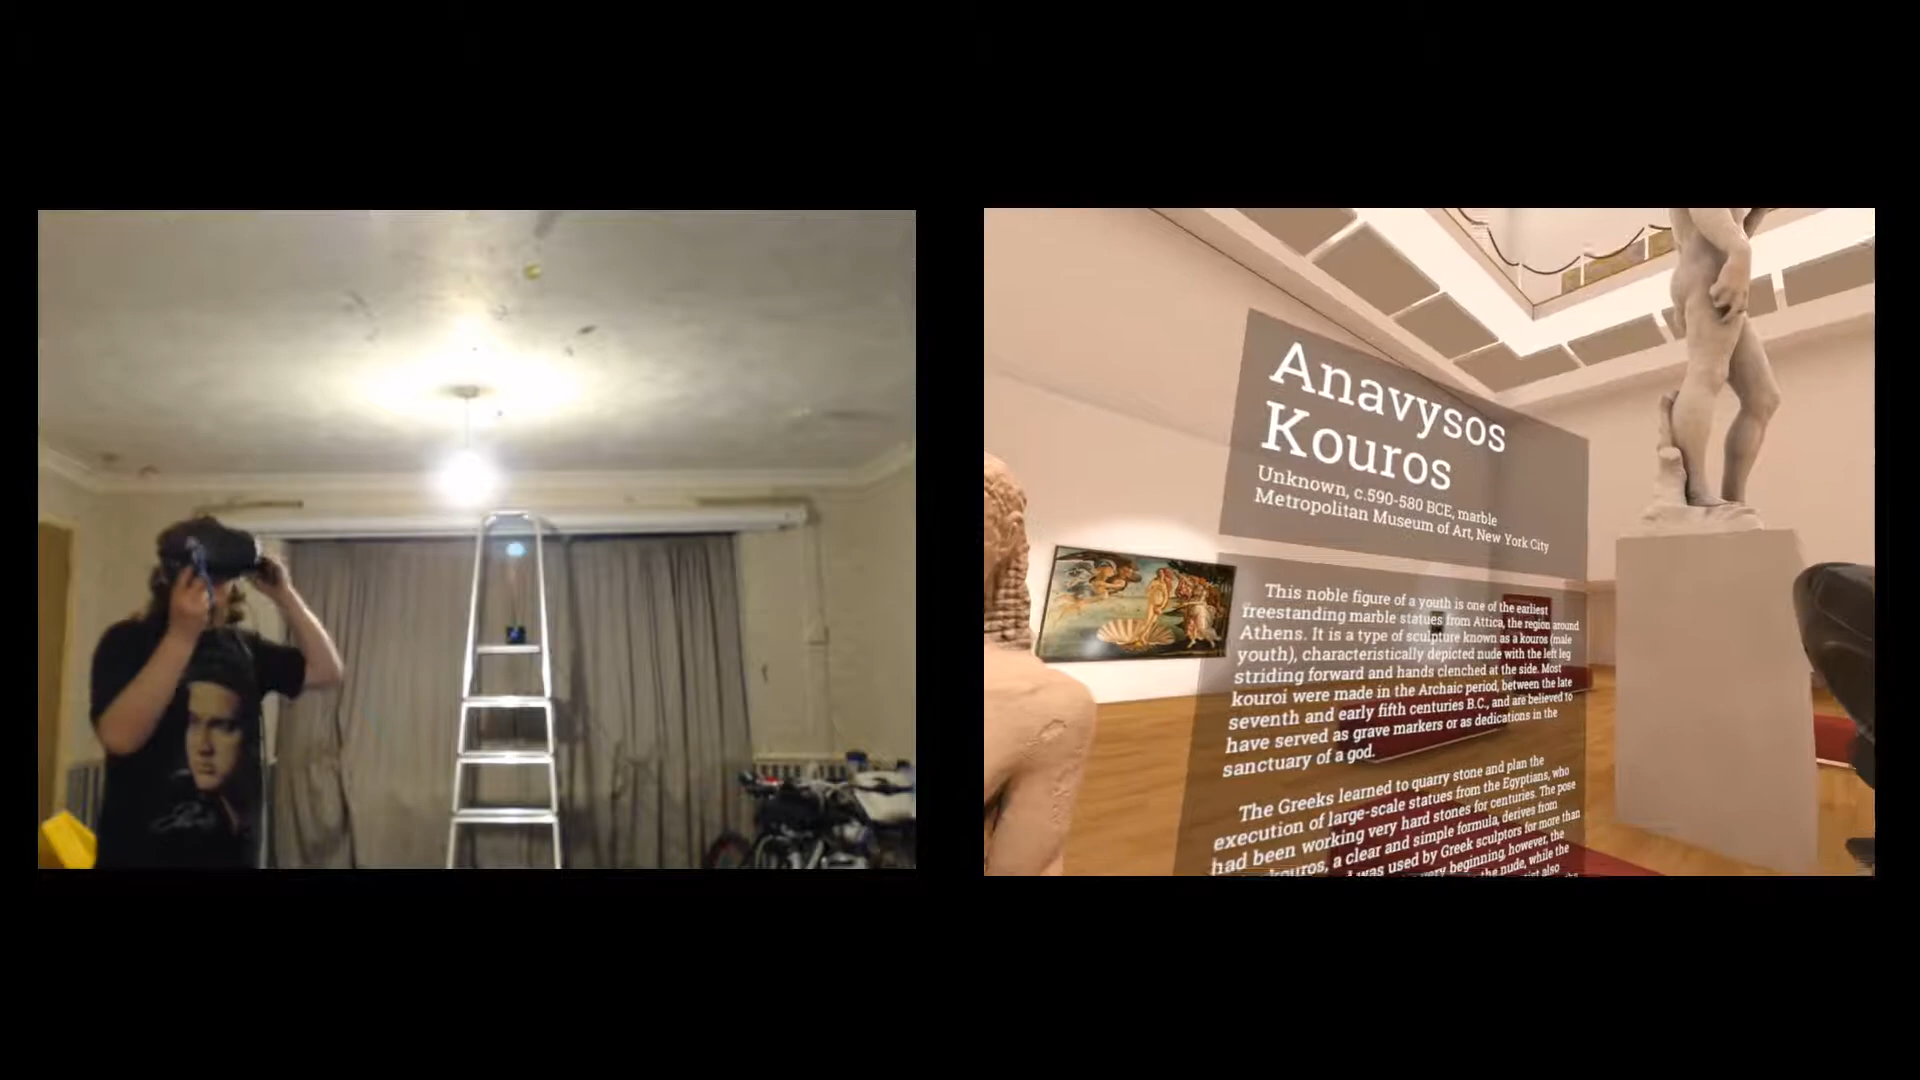 Anavysos
Kouros
Unknown, c.590-580 BCE, marble
Metropolitan Museum of Art, New York City
This noble figure of a youth is one of the earliest
freestanding marble statues from Attica, the region around
Athens. It is a type of sculpture known as a kouros (male
youth), characteristically depicted nude with the left leg
striding forward and hands clenched at the side. Most
kouroi were made in the Archaic period, between the late
seventh and early fifth centuries B.C., and are believed to
have served as grave markers or as dedications in the
sanctuary of a god.
The Greeks learned to quarry stone and plan the
execution of large-scale statues from the Egyptians, who
had been working very hard stones for centuries. The pose
kouros, a clear and simple formula, derives from
was used by Greek sculptors for more than
very beginning, however, the
the nude, while the
also